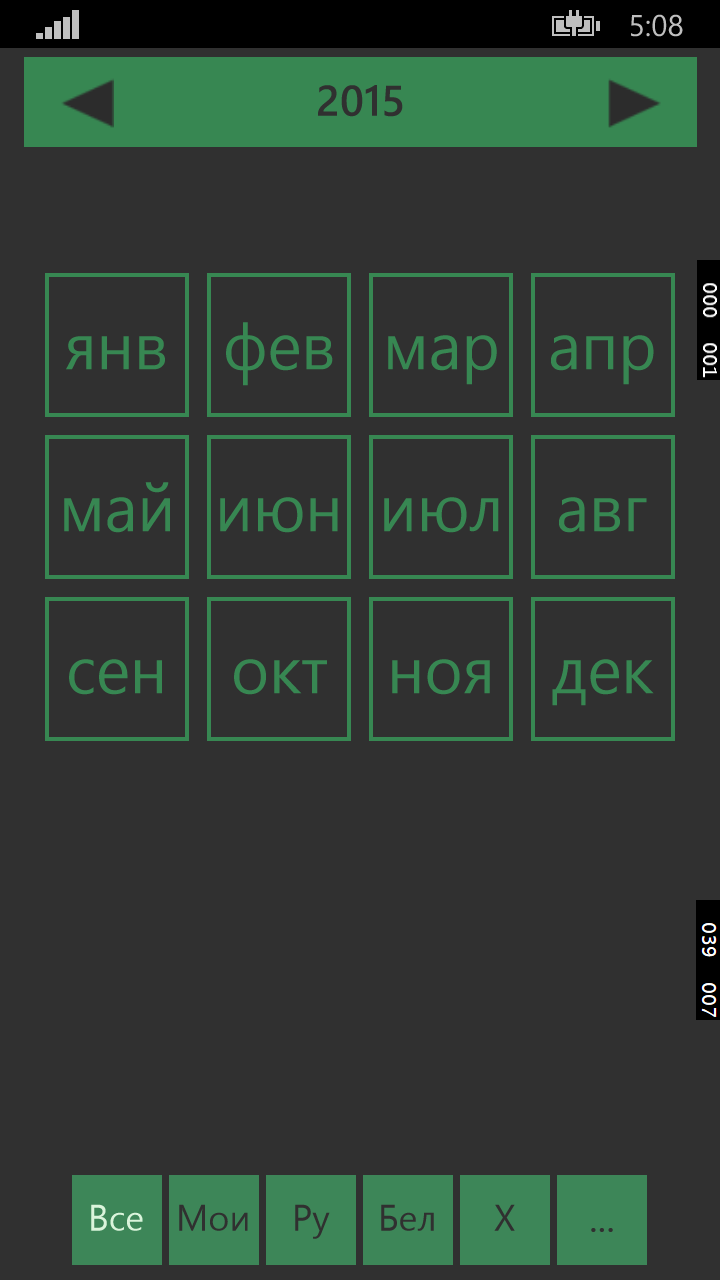 5:08
2015
янв фев мар апр
май июн июл авг
сен окт ноя дек
000 001
039 007
Все Мои Ру Бел X ...